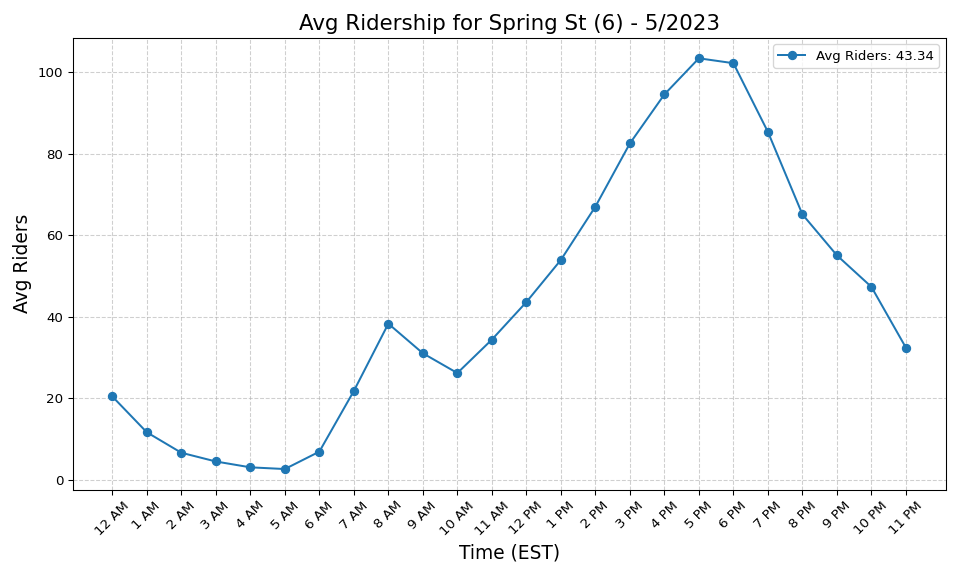 Avg Ridership for Spring St (6) - 5/2023
Avg Riders: 43.34
Avg Riders
100
80
60
40
20
0
12 AM
1 AM
2 AM
3 AM
4 AM
5 AM
6 AM
7 AM
8 AM
9 AM
10 AM
11 AM
12 PM
1 PM
2 PM
3 PM
4 PM
5 PM
6 PM
7 PM
8 PM
9 PM
10 PM
11 PM
Time (EST)